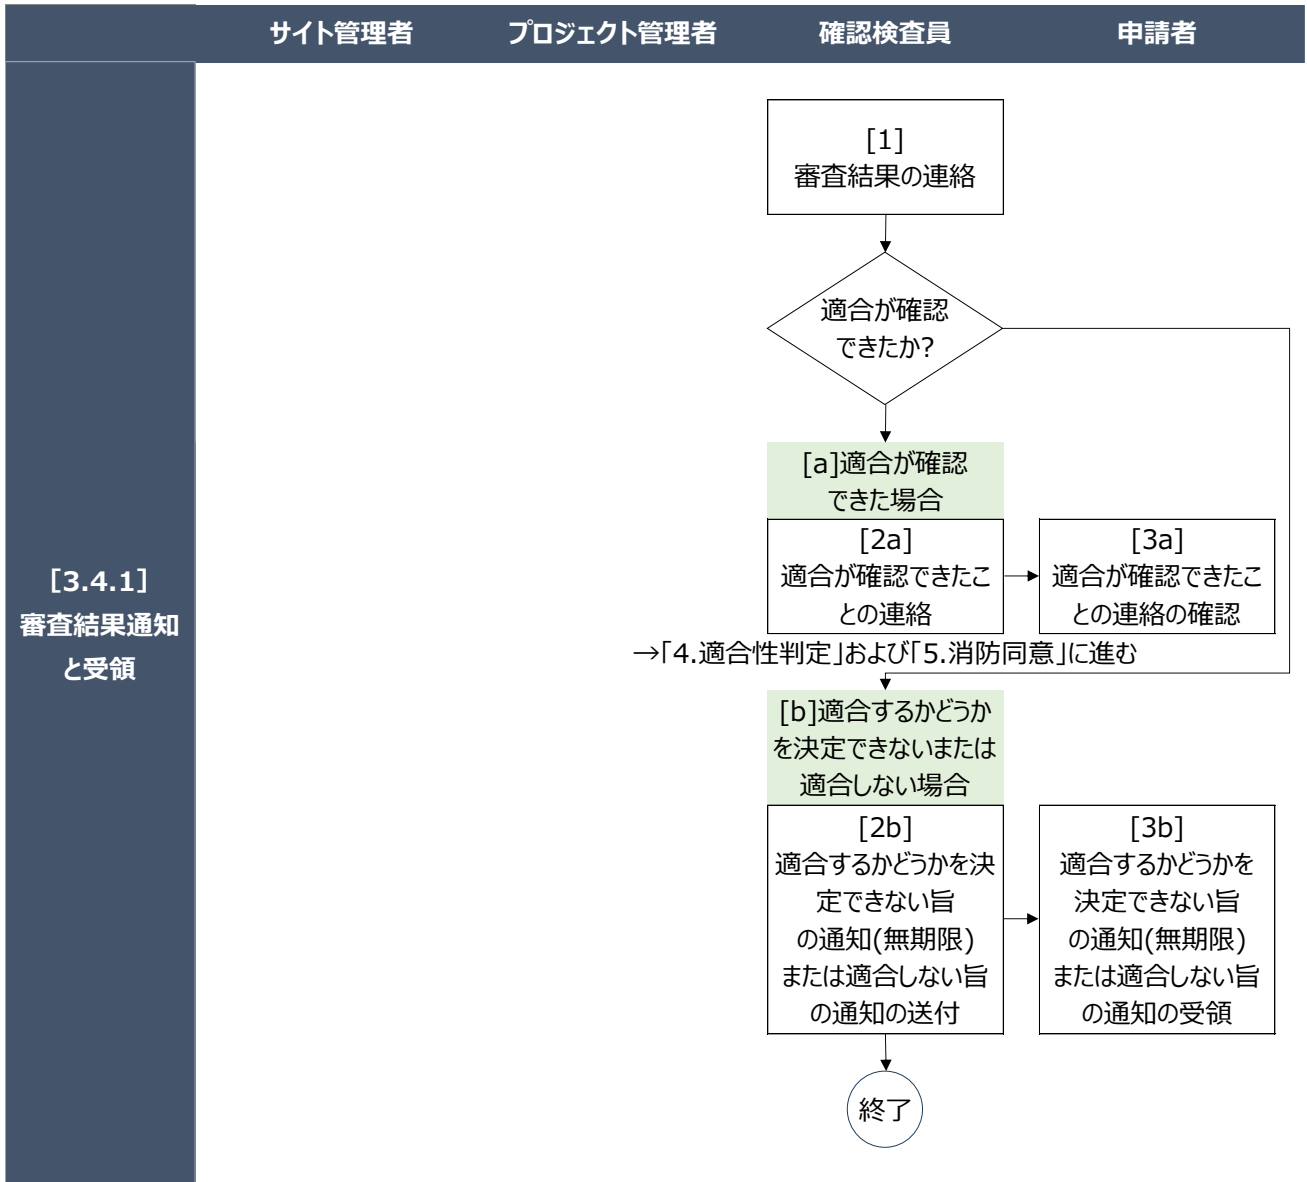 サイト管理者
プロジェクト管理者
確認検査員
申請者
[3.4.1]
審査結果通知
と受領
[1]
審査結果の連絡
適合が確認
できたか?
[a]適合が確認
できた場合
[2a]
適合が確認できたこ
との連絡
[3a]
適合が確認できたこ
との連絡の確認
→「4.適合性判定」および「5.消防同意」に進む
[b]適合するかどうか
を決定できないまたは
適合しない場合
[2b]
適合するかどうかを決
定できない旨
の通知(無期限)
または適合しない旨
の通知の送付
[3b]
適合するかどうかを
決定できない旨
の通知(無期限)
または適合しない旨
の通知の受領
終了